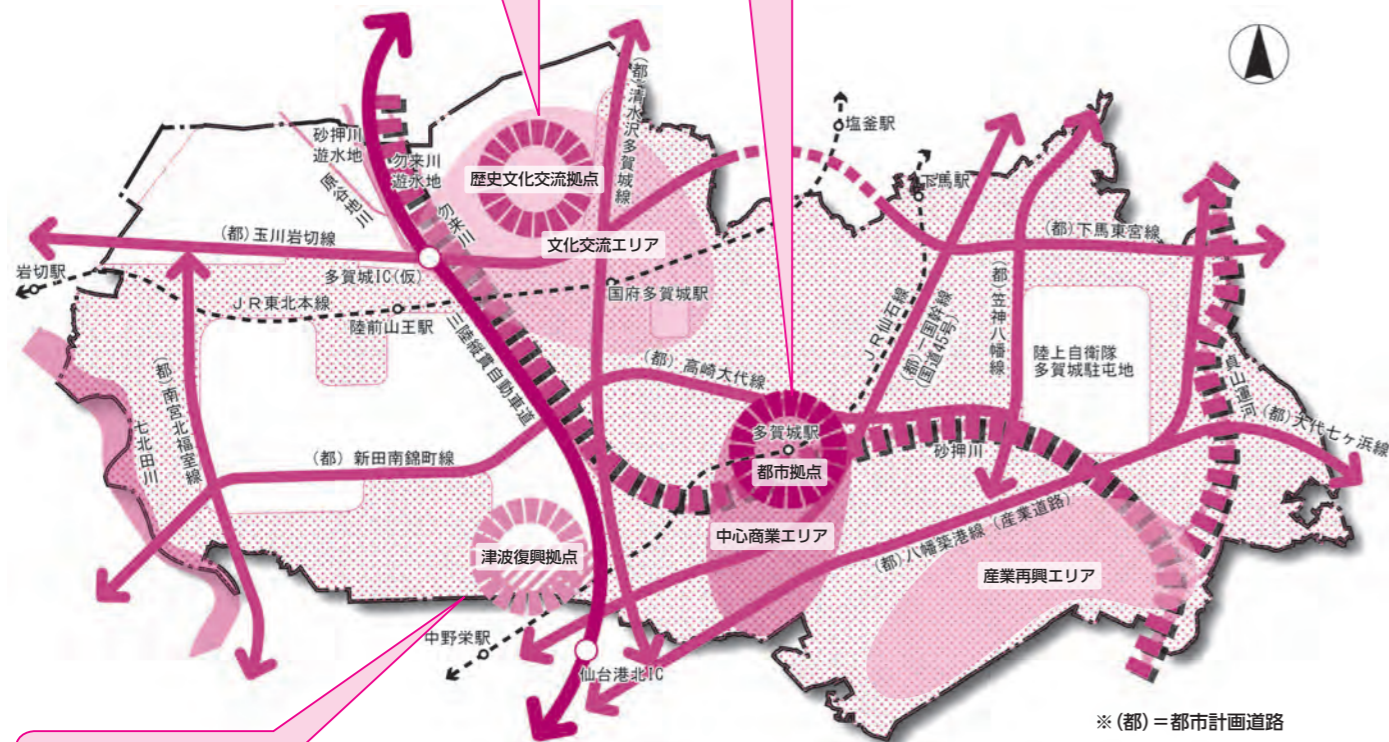 塩釜駅
砂押川
遊水地
勿来川
遊水地
原谷地川
勿来川
(都)清水沢多賀城線
歴史文化交流拠点
下馬駅
(都)玉川岩切線
文化交流エリア
(都)下馬東宮線
岩切駅
多賀城IC(仮)
JR東北本線
国府多賀城駅
陸前山王駅
三陸縦貫自動車道
JR仙石線
(都)二国幹線
(国道45号)
(都)笠神八幡線
陸上自衛隊
多賀城駐屯地
貞山運河
(都)高崎大代線
(都)南宮北福室線
七北田川
(都)大代七ヶ浜線
多賀城駅
砂押川
(都)新田南錦町線
都市拠点
中心商業エリア
(都)八幡築港線(産業道路)
津波復興拠点
産業再興エリア
中野栄駅
仙台港北IC
※(都)=都市計画道路